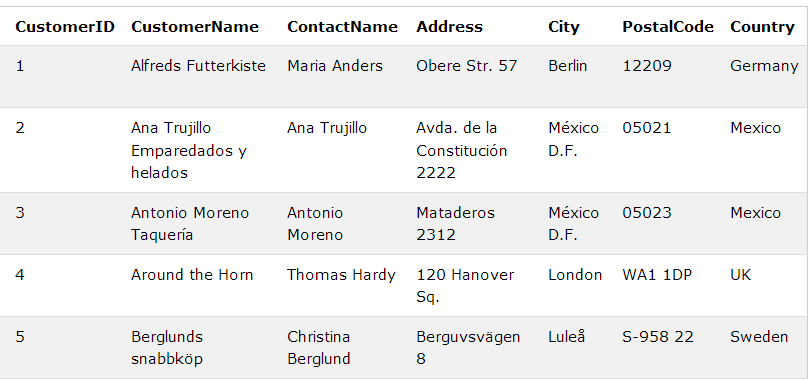 CustomerID CustomerName ContactName Address City PostalCode Country
1 Alfreds Futterkiste Maria Anders Obere Str. 57 Berlin 12209 Germany
2 Ana Trujillo Ana Trujillo Avda. de la México 05021 Mexico
Emparedados y Constitución D.F.
helados 2222
3 Antonio Moreno Antonio Mataderos México 05023 Mexico
Taquería Moreno 2312 D.F.
4 Around the Horn Thomas Hardy 120 Hanover London WA1 1DP UK
Sq.
5 Berglunds Christina Berguvsvägen Luleå S-958 22 Sweden
snabbköp Berglund 8